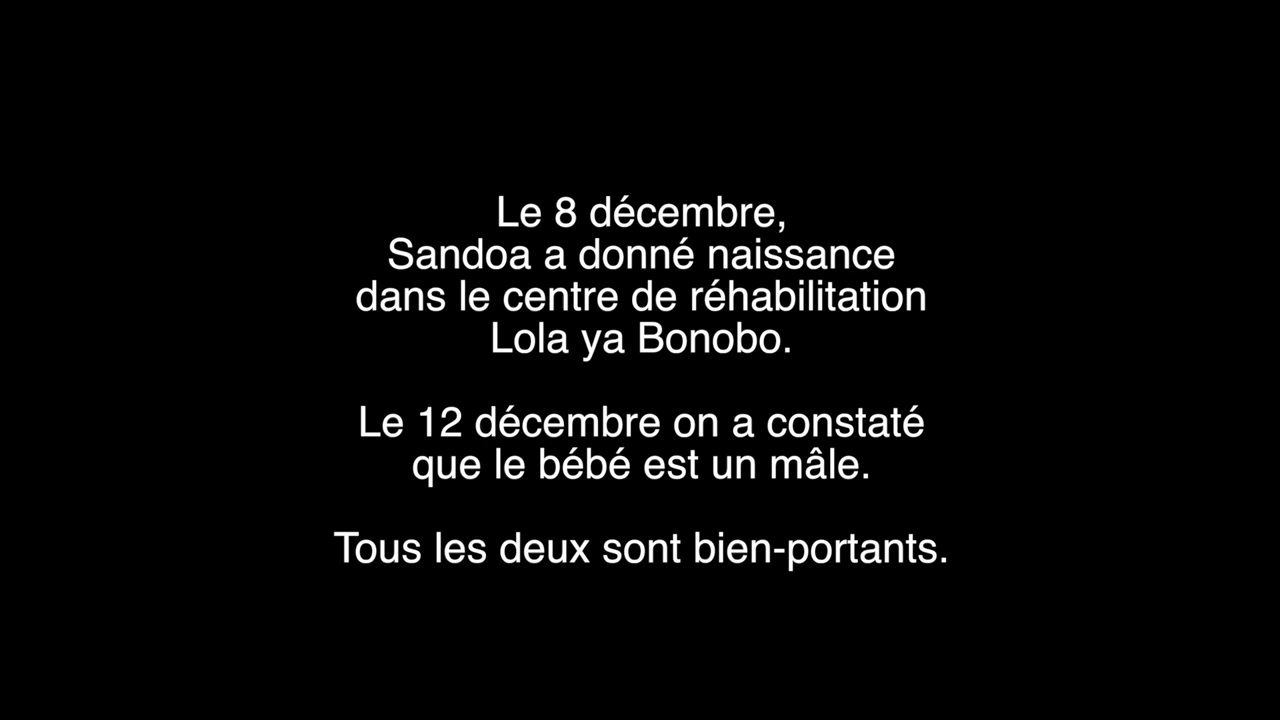 Le 8 décembre,
Sandoa a donné naissance
dans le centre de réhabilitation
Lola ya Bonobo.
Le 12 décembre on a constaté
que le bébé est un mâle.
Tous les deux sont bien-portants.